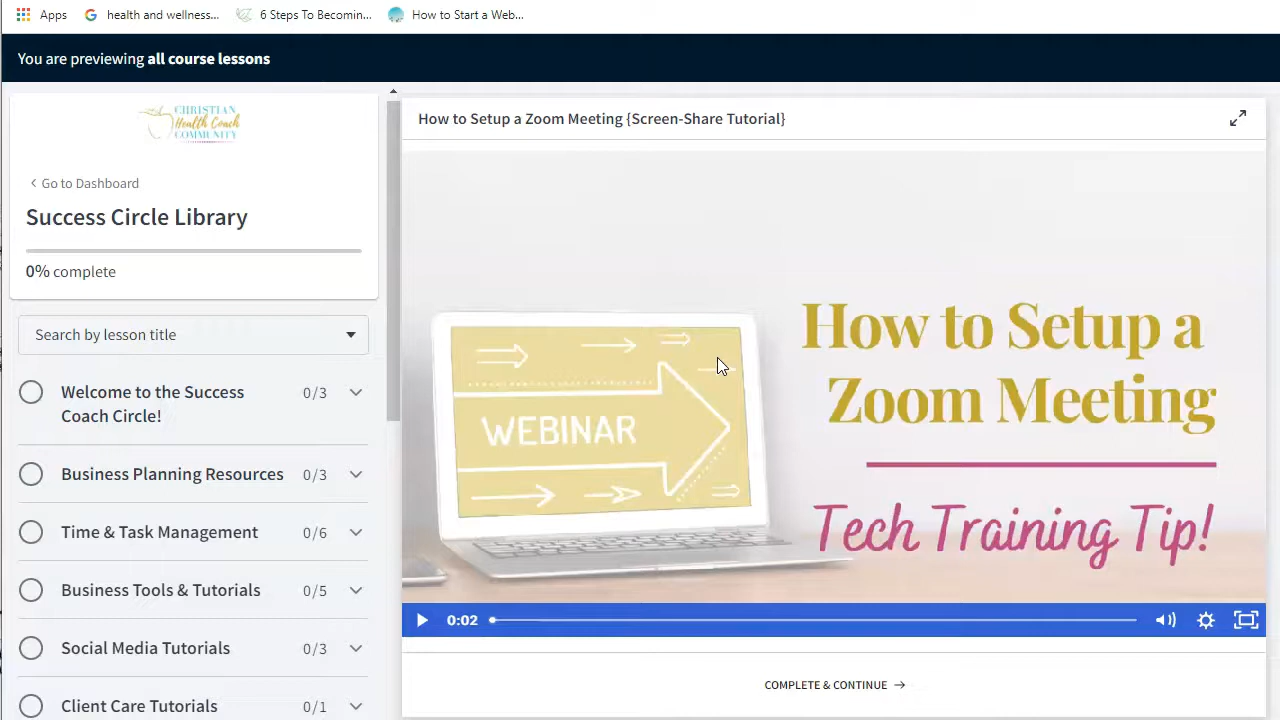 Apps
health and wellness...
6 Steps To Becomin...
How to Start a Web...
You are previewing all course lessons
CHRISTIAN
Health Coach
COMMUNITY
Go to Dashboard
Success Circle Library
0% complete
Search by lesson title
Welcome to the Success
Coach Circle!
0/3
Business Planning Resources
0/3
Time & Task Management
0/6
Business Tools & Tutorials
0/5
Social Media Tutorials
0/3
Client Care Tutorials
0/1
How to Setup a Zoom Meeting {Screen-Share Tutorial}
WEBINAR
How to Setup a
Zoom Meeting
Tech Training Tip!
0:02
COMPLETE & CONTINUE →